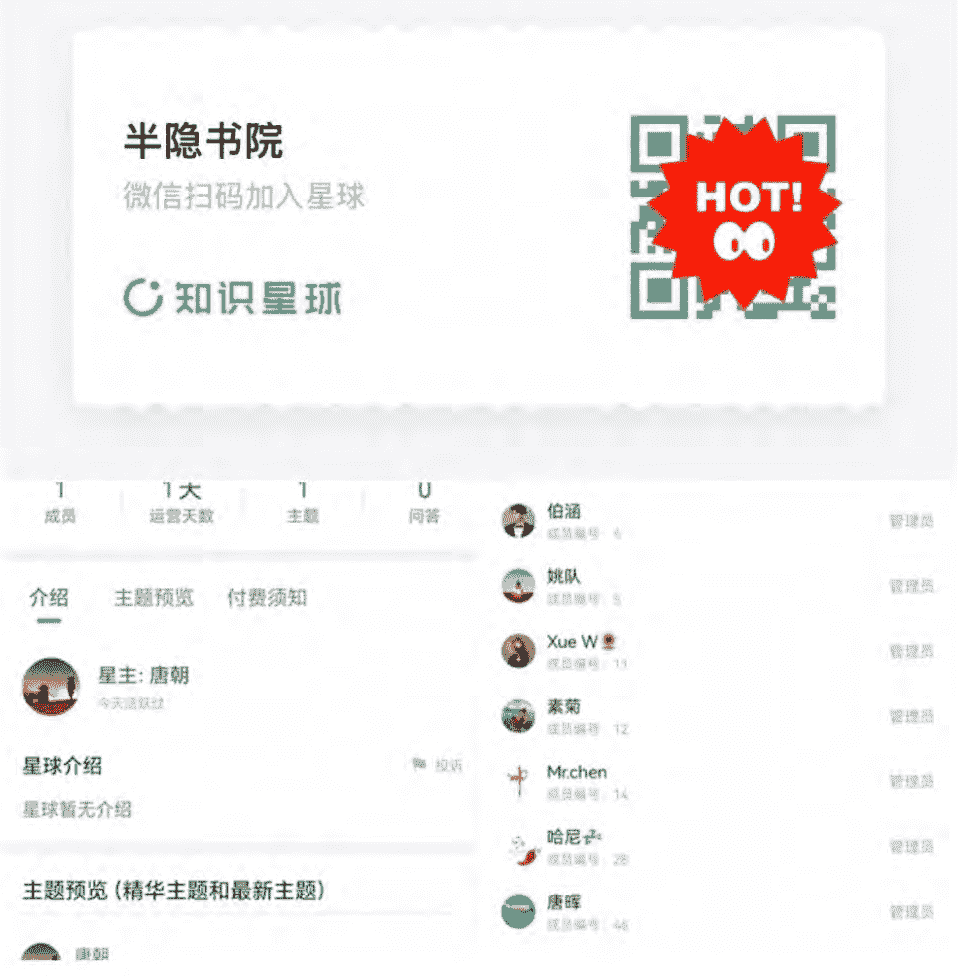 半隐书院
微信扫码加入星球
知识星球
HOT!
1
1天
1
0
成员
运营天数
主题
问答
介绍
主题预览
付费须知
星主: 唐朝
今天活跃过
星球介绍
投诉
星球暂无介绍
主题预览 (精华主题和最新主题)
唐朝
伯涵
管理员
成员编号: 4
姚队
管理员
成员编号: 5
Xue W
管理员
成员编号: 11
素菊
管理员
成员编号: 12
Mr.chen
管理员
成员编号: 14
哈尼
管理员
成员编号: 28
唐晖
管理员
成员编号: 46